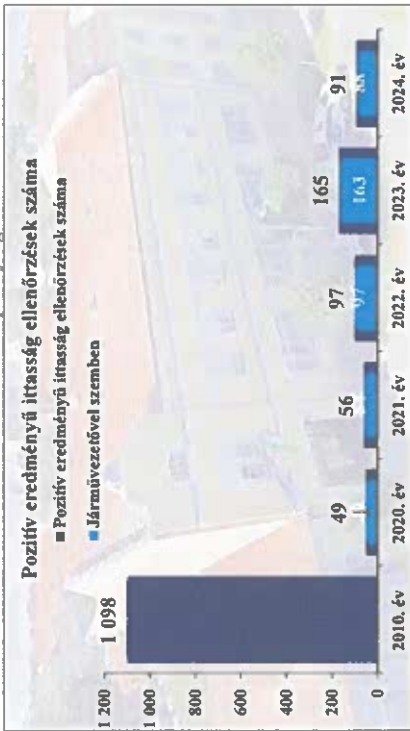 Pozitív eredményű ittasság ellenőrzések száma
■ Pozitív eredményű ittasság ellenőrzések száma
■ Járművezetővel szemben
1 200
1 000
800
600
400
200
0
1 098
49
56
97
97
165
163
91
88
2010. év
2020. év
2021. év
2022. év
2023. év
2024. év